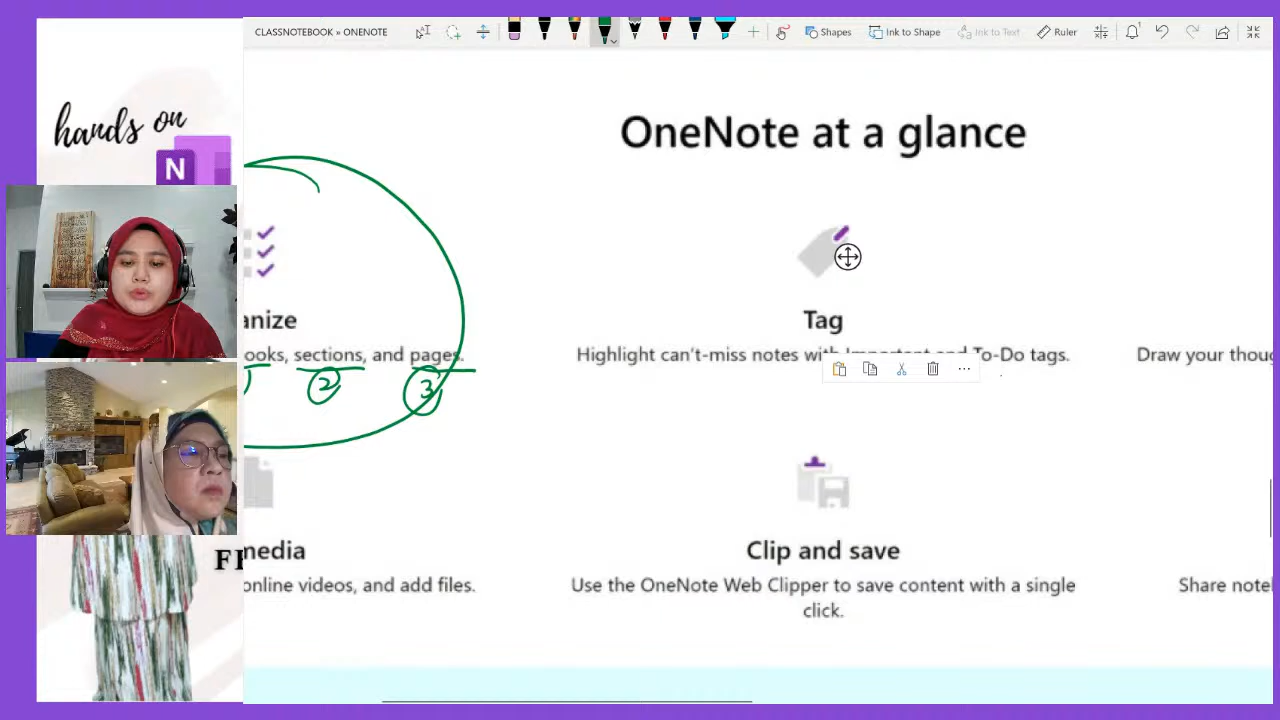 CLASSNOTEBOOK » ONENOTE
Shapes
Ink to Shape
Ink to Text
Ruler
hands on
N
OneNote at a glance
anize
ooks, sections, and pages.
2
3
Tag
Highlight can't-miss notes with Important and To-Do tags.
Draw your thoug
media
online videos, and add files.
Clip and save
Use the OneNote Web Clipper to save content with a single
click.
Share note